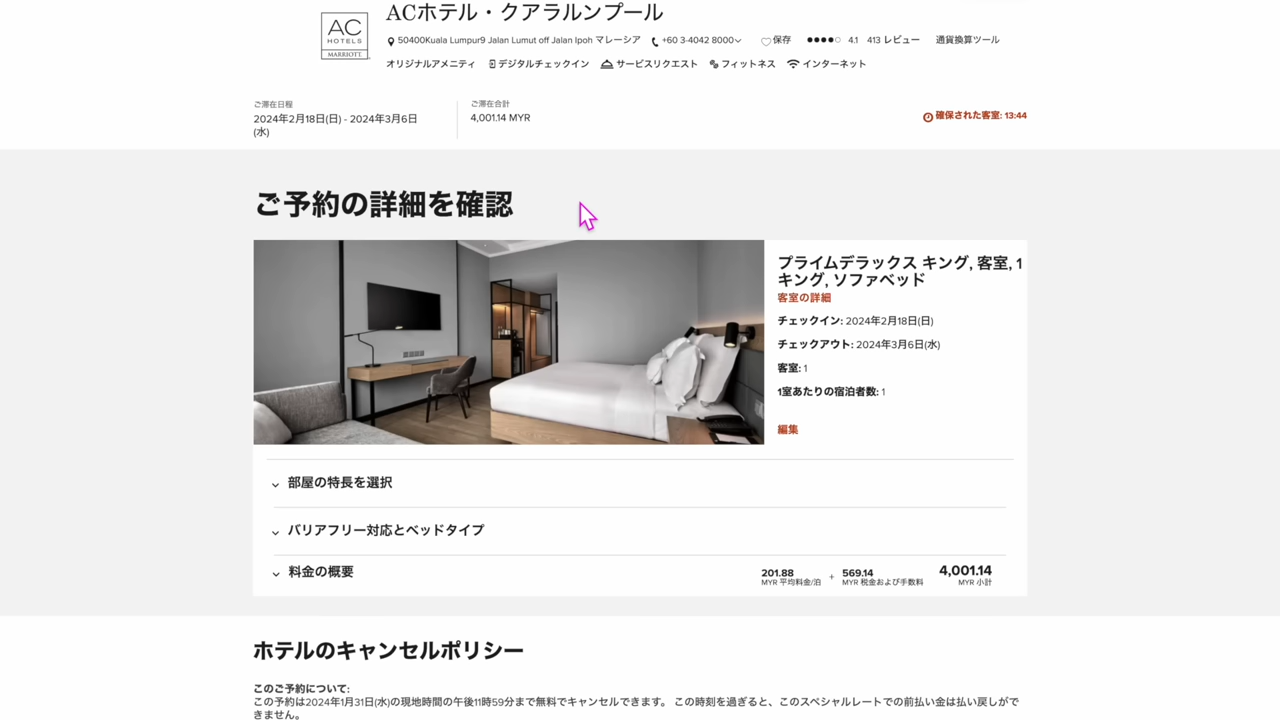 ACホテル・クアラルンプール
AC
HOTELS
MARRIOTT
50400Kuala Lumpur9 Jalan Lumut off Jalan Ipoh マレーシア +60 3-4042 8000 保存 4.1 413 レビュー 通貨換算ツール
オリジナルアメニティ デジタルチェックイン サービスリクエスト フィットネス インターネット
ご滞在日程
2024年2月18日(日) - 2024年3月6日
(水)
ご滞在合計
4,001.14 MYR
確保された客室: 13:44
ご予約の詳細を確認
プライムデラックス キング, 客室, 1
キング, ソファベッド
客室の詳細
チェックイン: 2024年2月18日(日)
チェックアウト: 2024年3月6日(水)
客室: 1
1室あたりの宿泊者数: 1
編集
部屋の特長を選択
バリアフリー対応とベッドタイプ
料金の概要
201.88
MYR 平均料金/泊
+
569.14
MYR 税金および手数料
4,001.14
MYR 小計
ホテルのキャンセルポリシー
このご予約について:
この予約は2024年1月31日(水)の現地時間の午後11時59分まで無料でキャンセルできます。 この時刻を過ぎると、このスペシャルレートでの前払い金は払い戻しがで
きません。